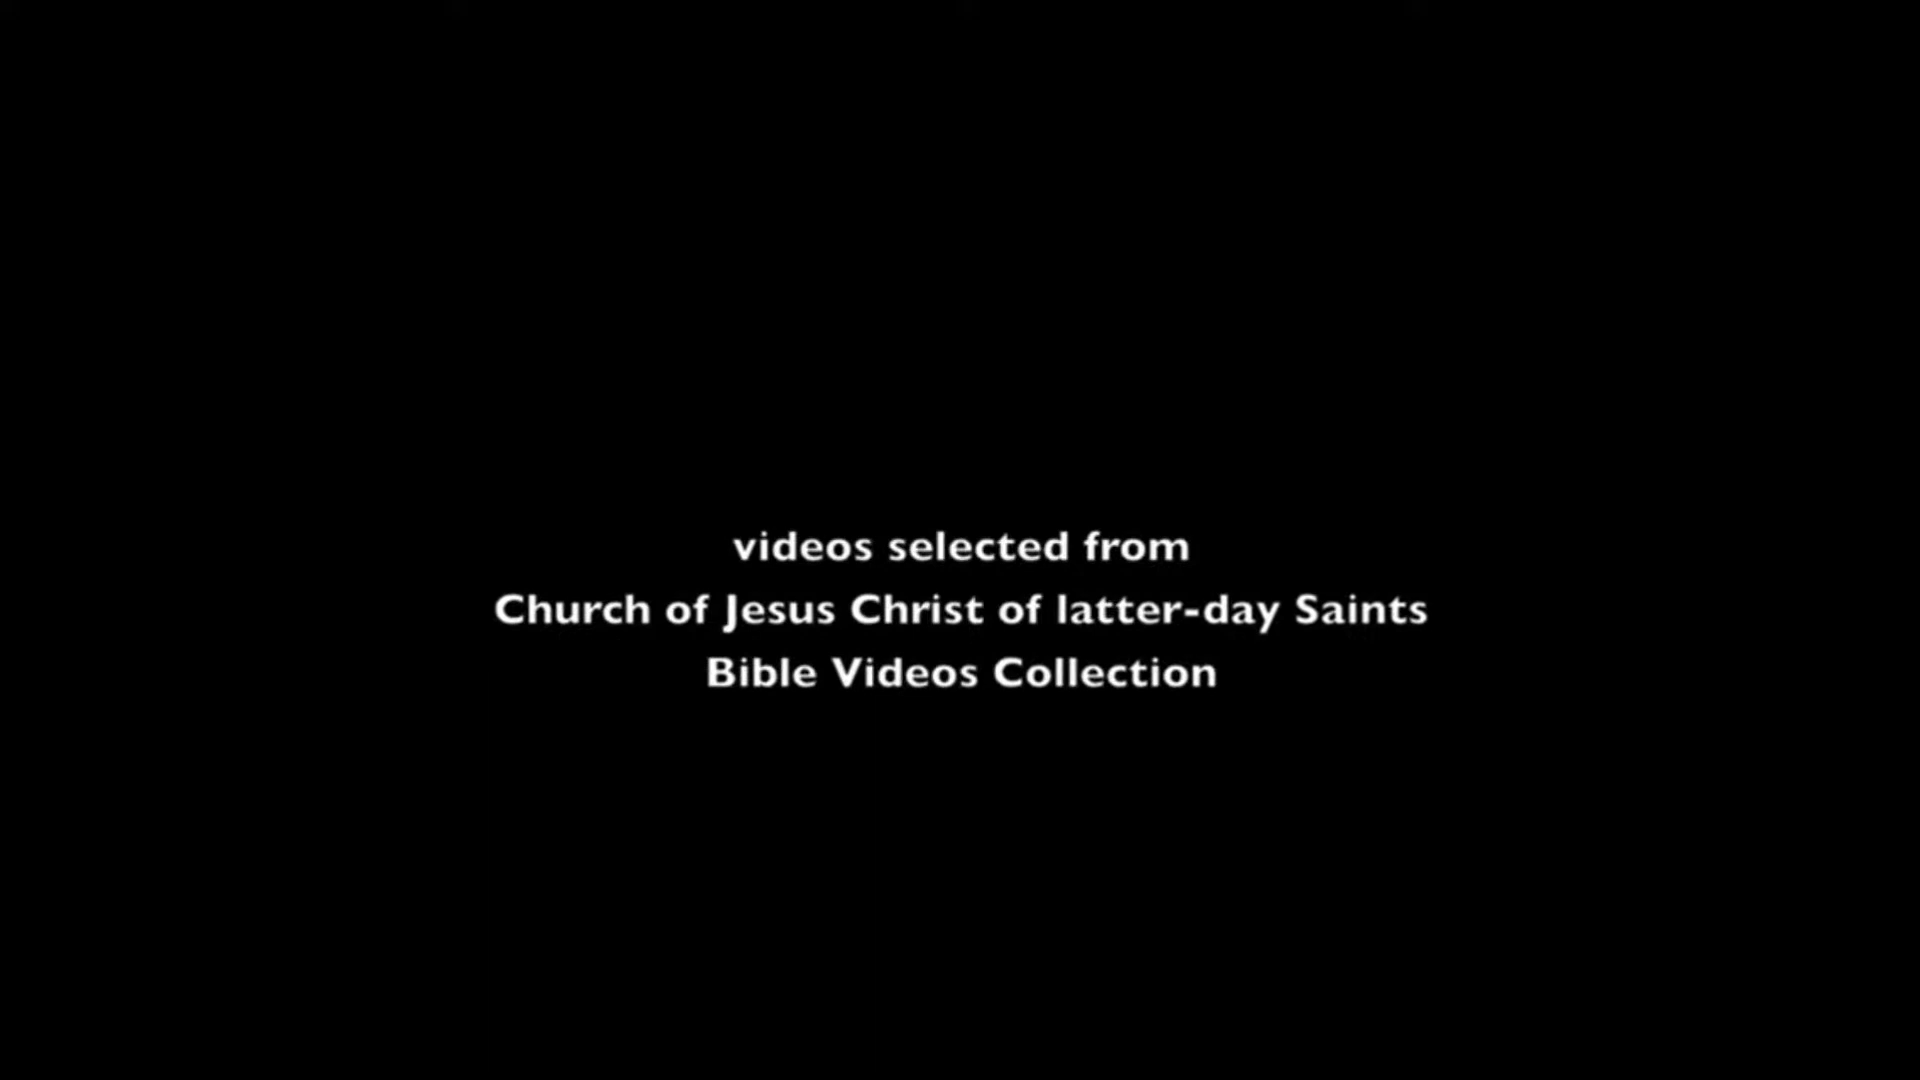 videos selected from
Church of Jesus Christ of latter-day Saints
Bible Videos Collection